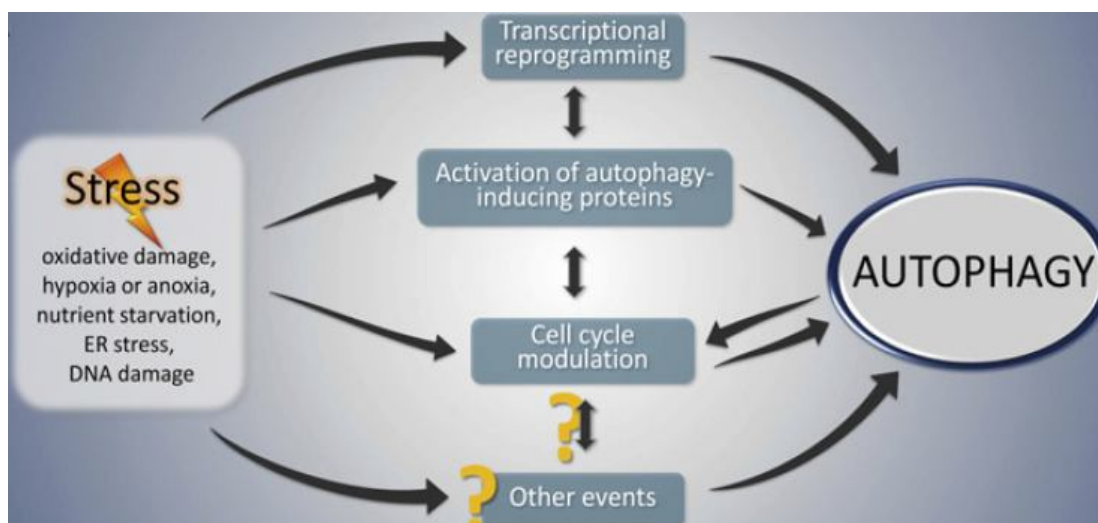 Transcriptional
reprogramming
Stress
oxidative damage,
hypoxia or anoxia,
nutrient starvation,
ER stress,
DNA damage
Activation of autophagy-
inducing proteins
AUTOPHAGY
Cell cycle
modulation
?
?
Other events